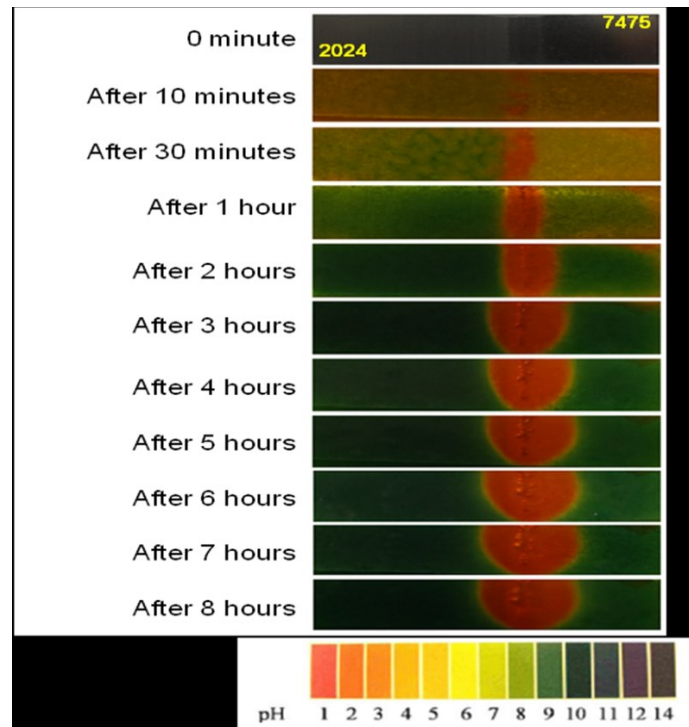 0 minute
7475
2024
After 10 minutes
After 30 minutes
After 1 hour
After 2 hours
After 3 hours
After 4 hours
After 5 hours
After 6 hours
After 7 hours
After 8 hours
pH 1 2 3 4 5 6 7 8 9 10 11 12 14